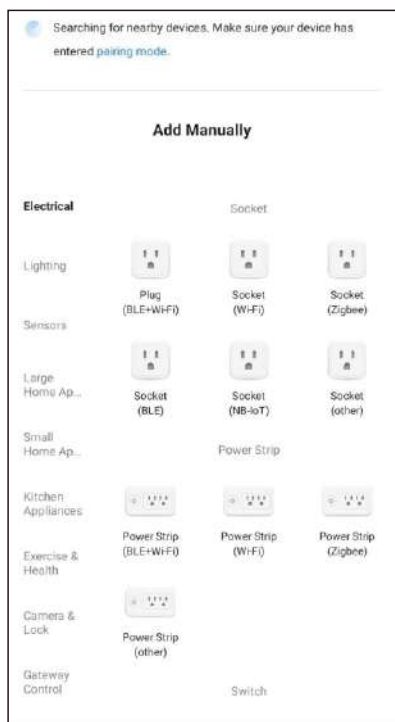 Searching for nearby devices. Make sure your device has
entered pairing mode.
Add Manually
Electrical
Lighting
Sensors
Large
Home Ap...
Small
Home Ap...
Kitchen
Appliances
Exercise &
Health
Camera &
Lock
Gateway
Control
Socket
Plug
(BLE+Wi-Fi)
Socket
(Wi-Fi)
Socket
(Zigbee)
Socket
(BLE)
Socket
(NB-IoT)
Socket
(other)
Power Strip
Power Strip
(BLE+Wi-Fi)
Power Strip
(Wi-Fi)
Power Strip
(Zigbee)
Power Strip
(other)
Switch